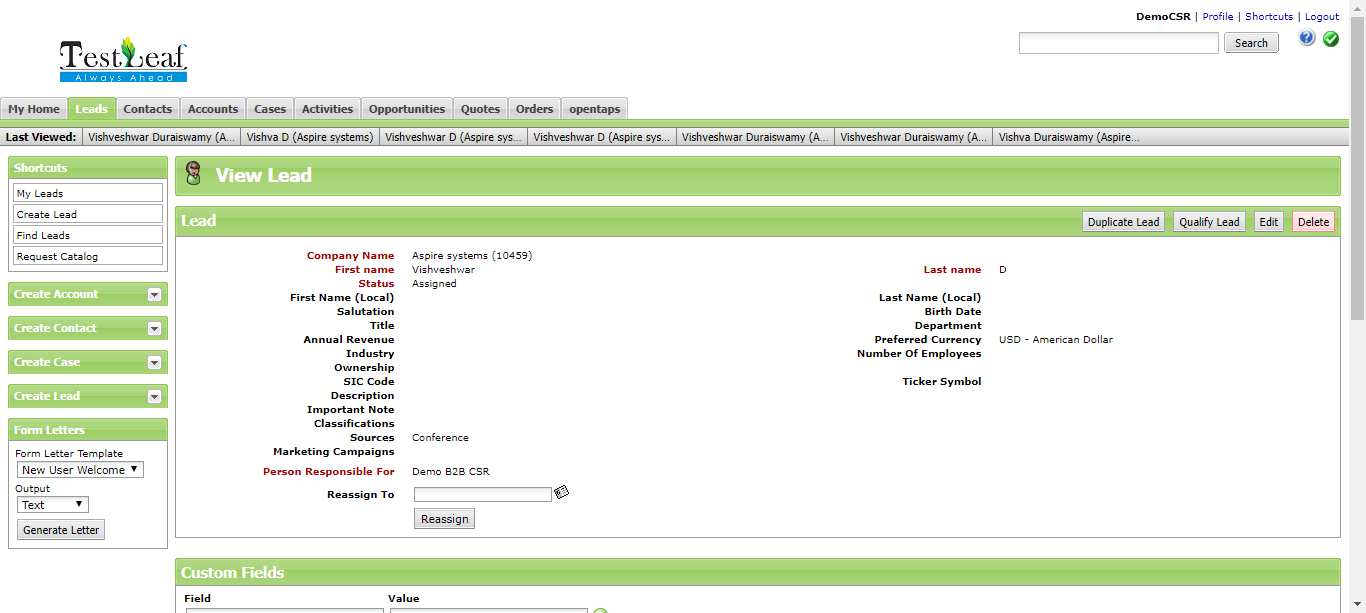 DemoCSR | Profile | Shortcuts | Logout
Search
TestLeaf
Always Ahead
My Home Leads Contacts Accounts Cases Activities Opportunities Quotes Orders opentaps
Last Viewed: Vishveshwar Duraiswamy (A... Vishva D (Aspire systems) Vishveshwar D (Aspire sys... Vishveshwar D (Aspire sys... Vishveshwar Duraiswamy (A... Vishveshwar Duraiswamy (A... Vishva Duraiswamy (Aspire...
Shortcuts
My Leads
Create Lead
Find Leads
Request Catalog
Create Account
Create Contact
Create Case
Create Lead
Form Letters
Form Letter Template
New User Welcome
Output
Text
Generate Letter
View Lead
Lead Duplicate Lead Qualify Lead Edit Delete
Company Name Aspire systems (10459)
First name Vishveshwar Last name D
Status Assigned
First Name (Local) Last Name (Local)
Salutation Birth Date
Title Department
Annual Revenue Preferred Currency USD - American Dollar
Industry Number Of Employees
Ownership
SIC Code Ticker Symbol
Description
Important Note
Classifications
Sources Conference
Marketing Campaigns
Person Responsible For Demo B2B CSR
Reassign To
Reassign
Custom Fields
Field Value